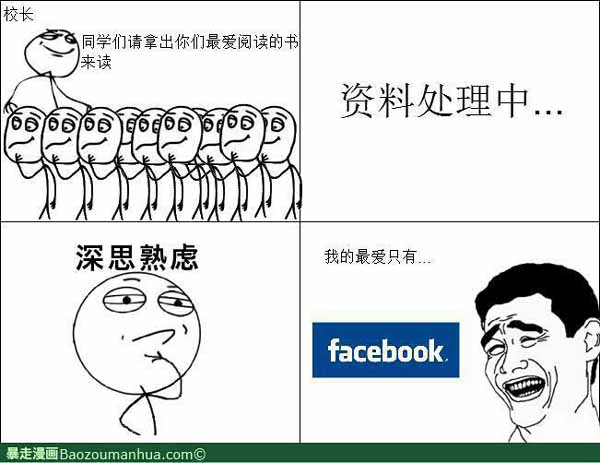 校长
同学们请拿出你们最爱阅读的书
来读
资料处理中...
深思熟虑
我的最爱只有...
facebook.
暴走漫画Baozoumanhua.com©